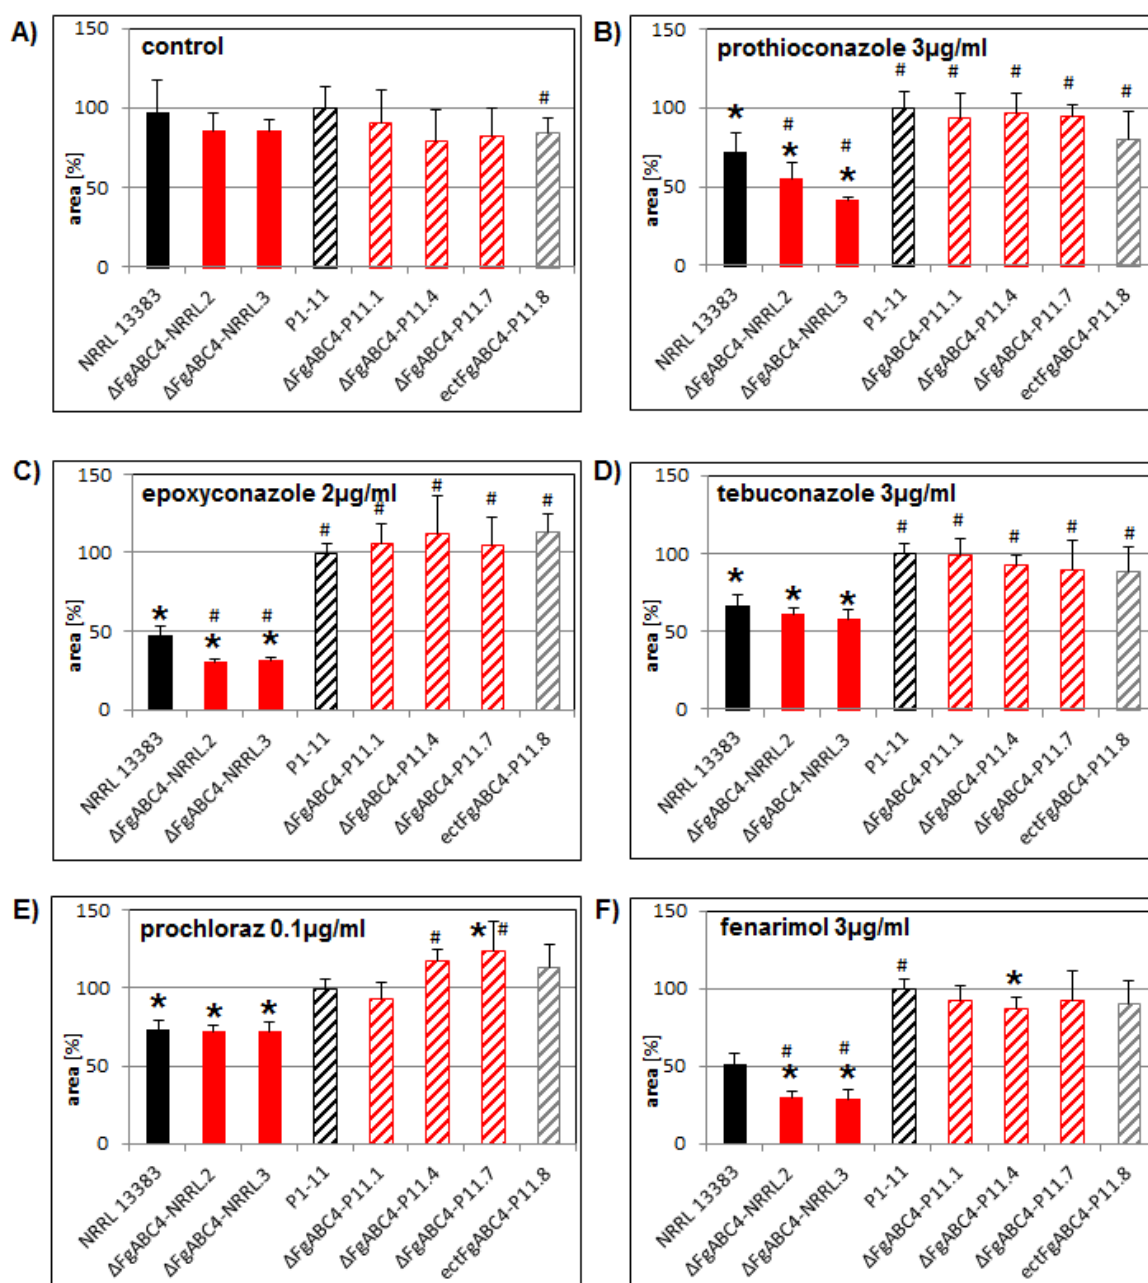 A)
control
150
100
50
0
area [%]
#
NRRL 13383
ΔFgABC4-NRRL.2
ΔFgABC4-NRRL.3
P1-11
ΔFgABC4-P11.1
ΔFgABC4-P11.4
ΔFgABC4-P11.7
ectFgABC4-P11.8
B)
prothioconazole 3µg/ml
150
100
50
0
area [%]
* # * # * # # # # #
NRRL 13383
ΔFgABC4-NRRL.2
ΔFgABC4-NRRL.3
P1-11
ΔFgABC4-P11.1
ΔFgABC4-P11.4
ΔFgABC4-P11.7
ectFgABC4-P11.8
C)
epoxyconazole 2µg/ml
150
100
50
0
area [%]
* # * # * # # # # #
NRRL 13383
ΔFgABC4-NRRL.2
ΔFgABC4-NRRL.3
P1-11
ΔFgABC4-P11.1
ΔFgABC4-P11.4
ΔFgABC4-P11.7
ectFgABC4-P11.8
D)
tebuconazole 3µg/ml
150
100
50
0
area [%]
* * * # # # # #
NRRL 13383
ΔFgABC4-NRRL.2
ΔFgABC4-NRRL.3
P1-11
ΔFgABC4-P11.1
ΔFgABC4-P11.4
ΔFgABC4-P11.7
ectFgABC4-P11.8
E)
prochloraz 0.1µg/ml
150
100
50
0
area [%]
* * * # * #
NRRL 13383
ΔFgABC4-NRRL.2
ΔFgABC4-NRRL.3
P1-11
ΔFgABC4-P11.1
ΔFgABC4-P11.4
ΔFgABC4-P11.7
ectFgABC4-P11.8
F)
fenarimol 3µg/ml
150
100
50
0
area [%]
# * # * # *
NRRL 13383
ΔFgABC4-NRRL.2
ΔFgABC4-NRRL.3
P1-11
ΔFgABC4-P11.1
ΔFgABC4-P11.4
ΔFgABC4-P11.7
ectFgABC4-P11.8